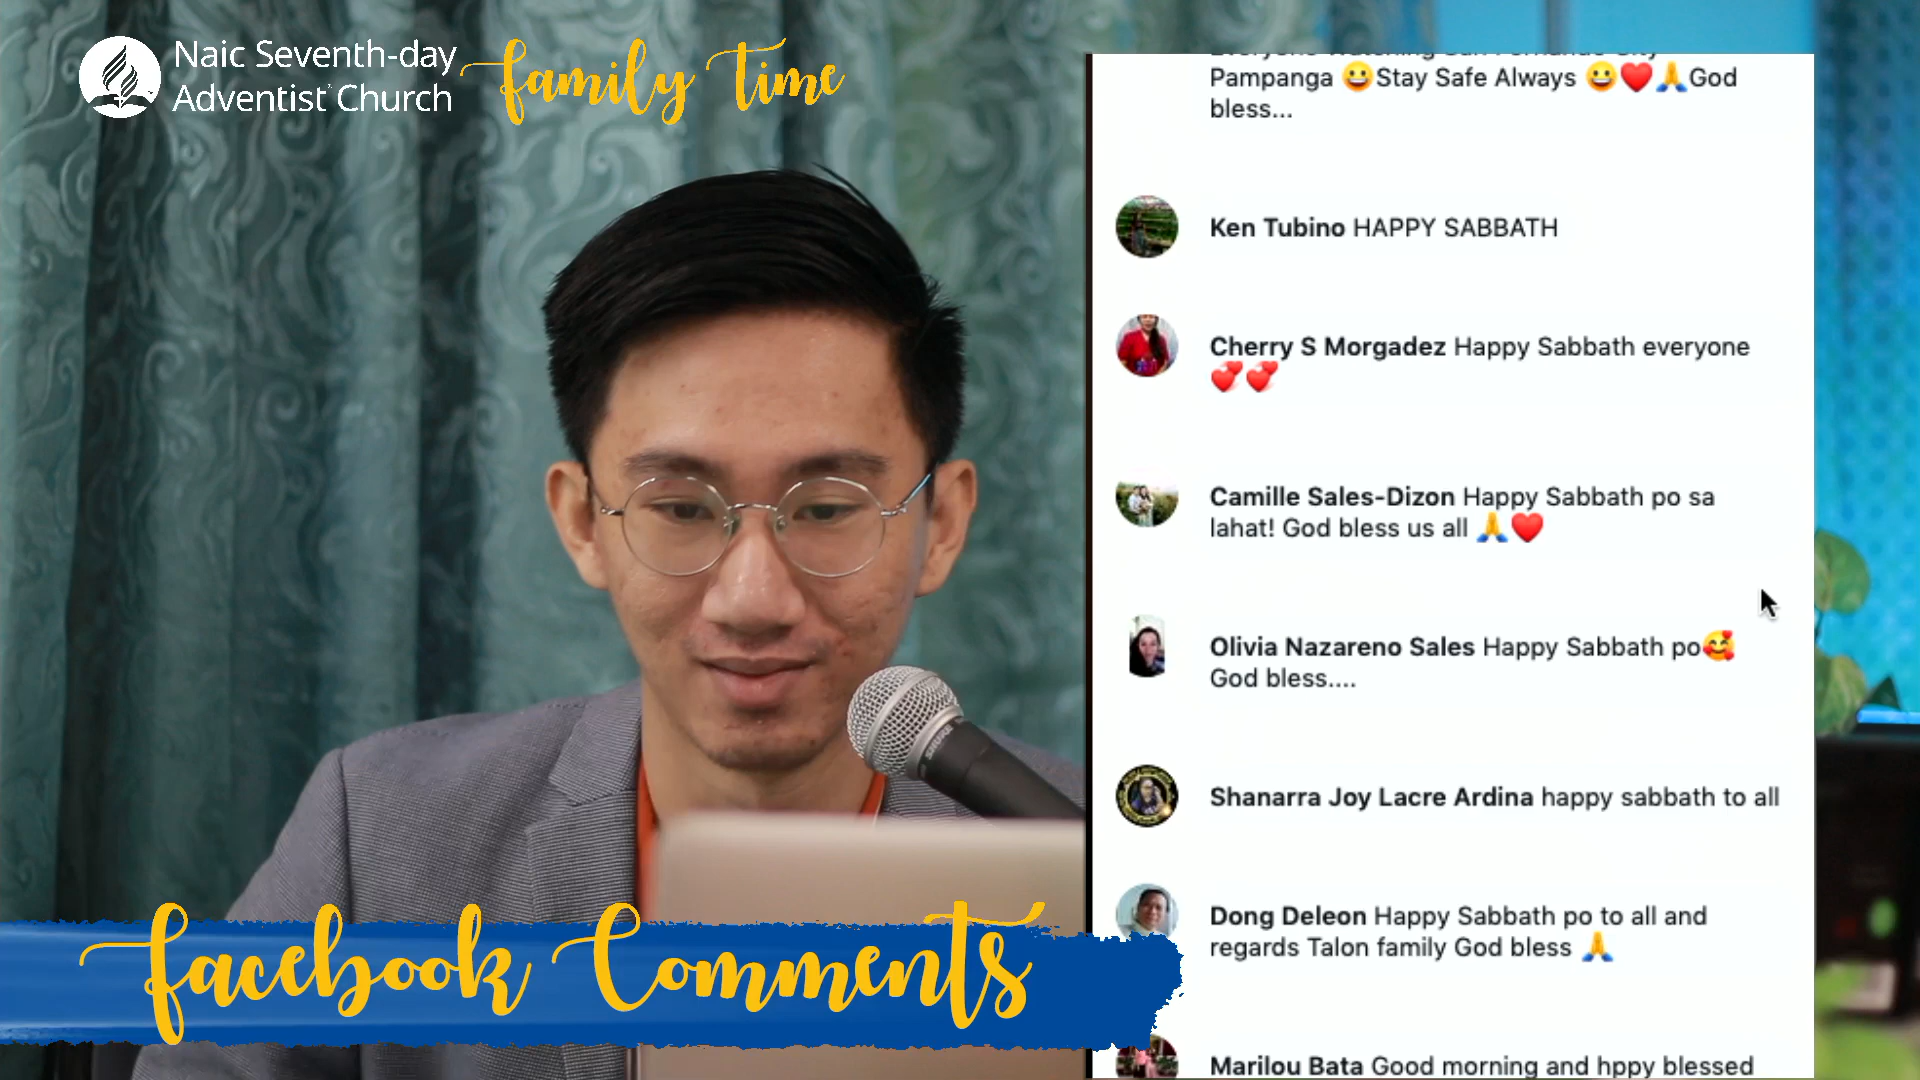 Naic Seventh-day
Adventist Church
family time
Pampanga 😀Stay Safe Always 😀❤️🙏God
bless...
Ken Tubino HAPPY SABBATH
Cherry S Morgadez Happy Sabbath everyone
💞💞
Camille Sales-Dizon Happy Sabbath po sa
lahat! God bless us all 🙏❤️
Olivia Nazareno Sales Happy Sabbath po🥰
God bless....
Shanarra Joy Lacre Ardina happy sabbath to all
Dong Deleon Happy Sabbath po to all and
regards Talon family God bless 🙏
Marilou Bata Good morning and hppy blessed
facebook Comments